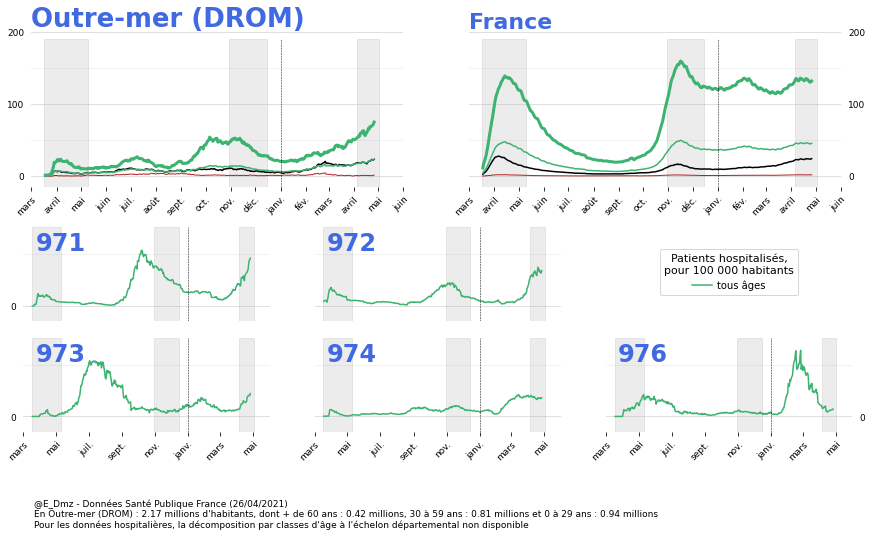 Outre-mer (DROM)
France
200
200
100
100
0
0
mars avril mai juin juil. août sept. oct. nov. déc. janv. fév. mars avril mai juin
mars avril mai juin juil. août sept. oct. nov. déc. janv. fév. mars avril mai juin
971
972
Patients hospitalisés,
pour 100 000 habitants
tous âges
0
973
974
976
0
0
mars mai juil. sept. nov. janv. mars mai
mars mai juil. sept. nov. janv. mars mai
mars mai juil. sept. nov. janv. mars mai
@E_Dmz - Données Santé Publique France (26/04/2021)
En Outre-mer (DROM) : 2.17 millions d'habitants, dont + de 60 ans : 0.42 millions, 30 à 59 ans : 0.81 millions et 0 à 29 ans : 0.94 millions
Pour les données hospitalières, la décomposition par classes d'âge à l'échelon départemental non disponible